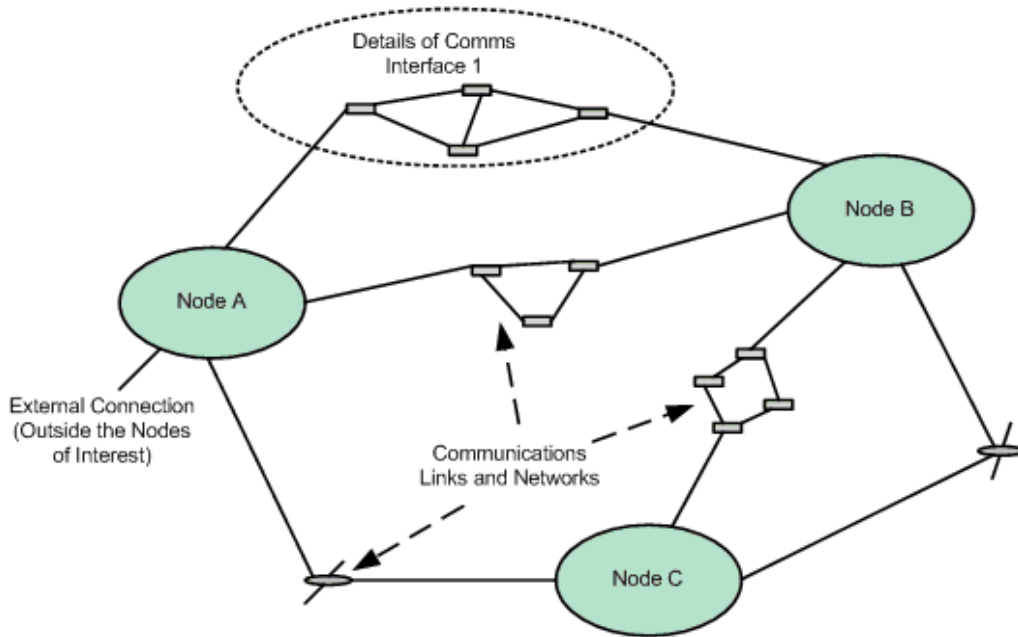 Details of Comms
Interface 1
Node B
Node A
External Connection
(Outside the Nodes
of Interest)
Communications
Links and Networks
Node C